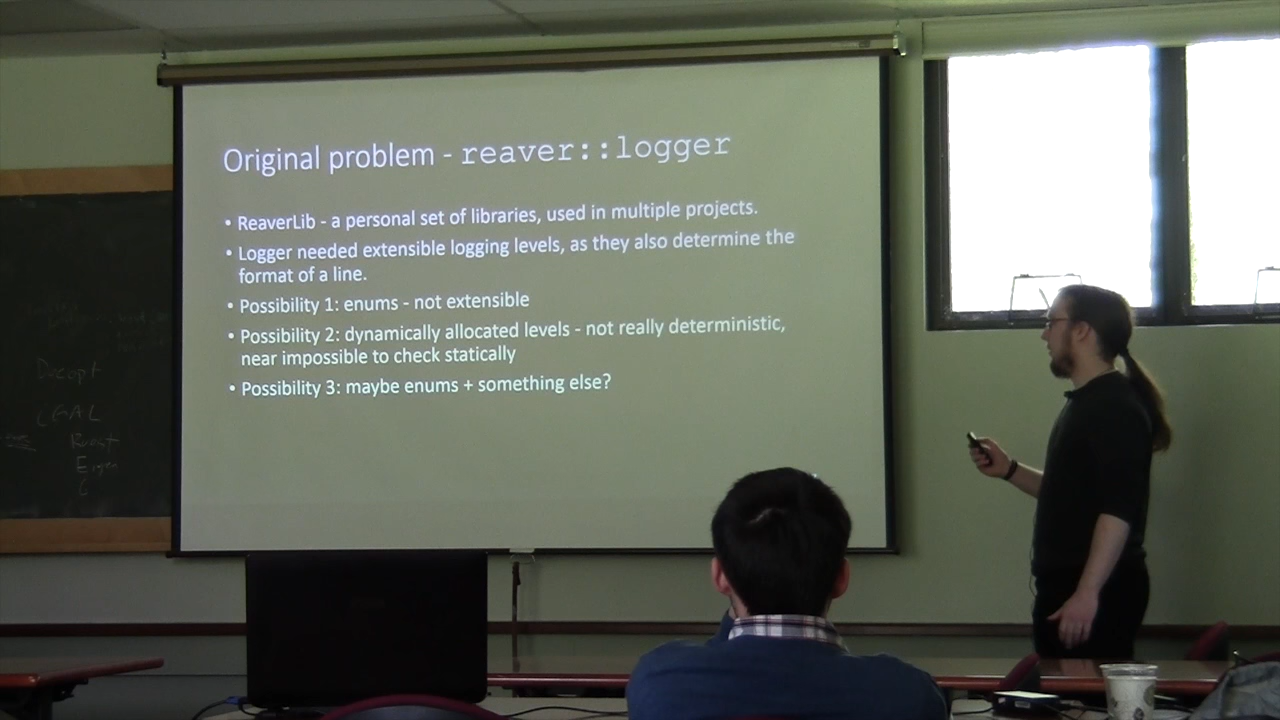 Original problem - reaver::logger
• ReaverLib - a personal set of libraries, used in multiple projects.
• Logger needed extensible logging levels, as they also determine the
format of a line.
• Possibility 1: enums - not extensible
• Possibility 2: dynamically allocated levels - not really deterministic,
near impossible to check statically
• Possibility 3: maybe enums + something else?
CGAL